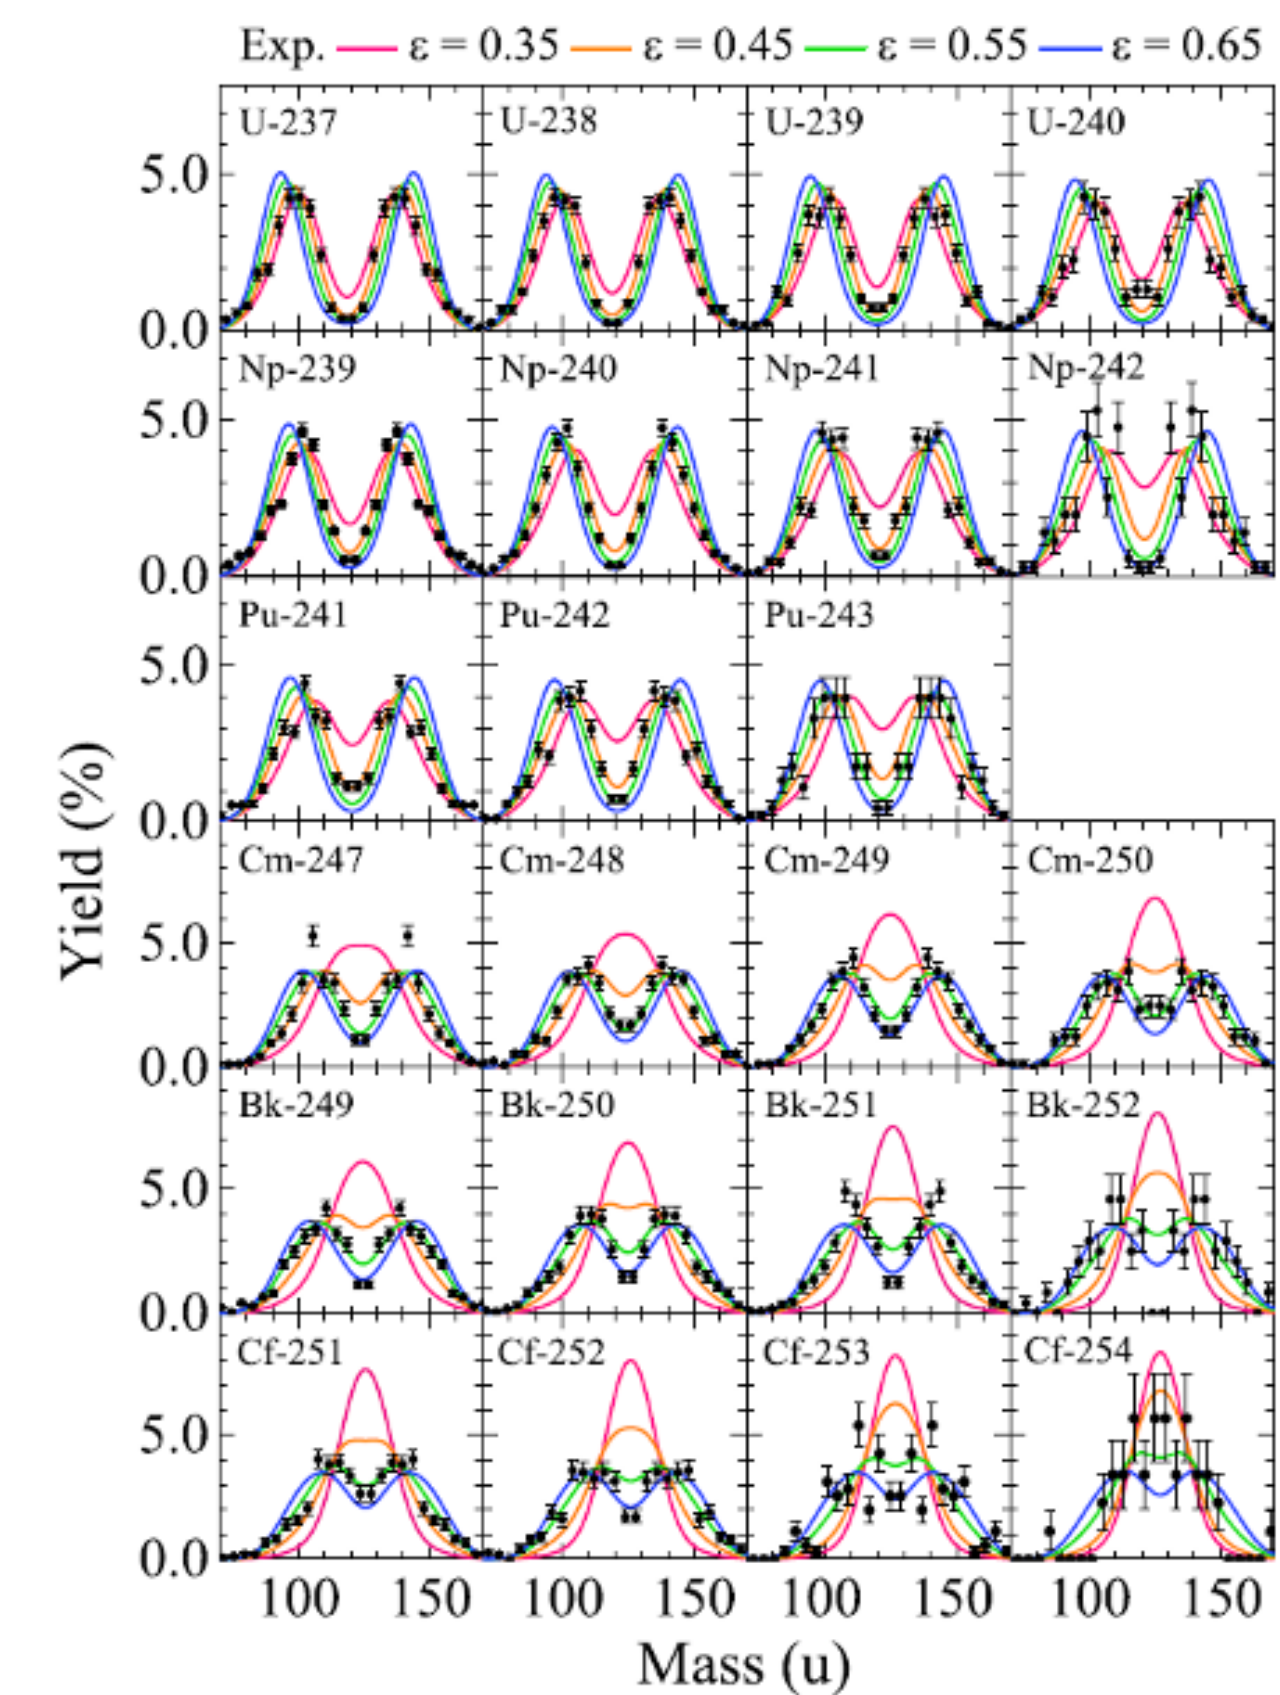 Exp. ε = 0.35 ε = 0.45 ε = 0.55 ε = 0.65
U-237 U-238 U-239 U-240
5.0
0.0
Np-239 Np-240 Np-241 Np-242
5.0
0.0
Pu-241 Pu-242 Pu-243
5.0
0.0
Yield (%)
Cm-247 Cm-248 Cm-249 Cm-250
5.0
0.0
Bk-249 Bk-250 Bk-251 Bk-252
5.0
0.0
Cf-251 Cf-252 Cf-253 Cf-254
5.0
0.0
100 150 100 150 100 150 100 150
Mass (u)